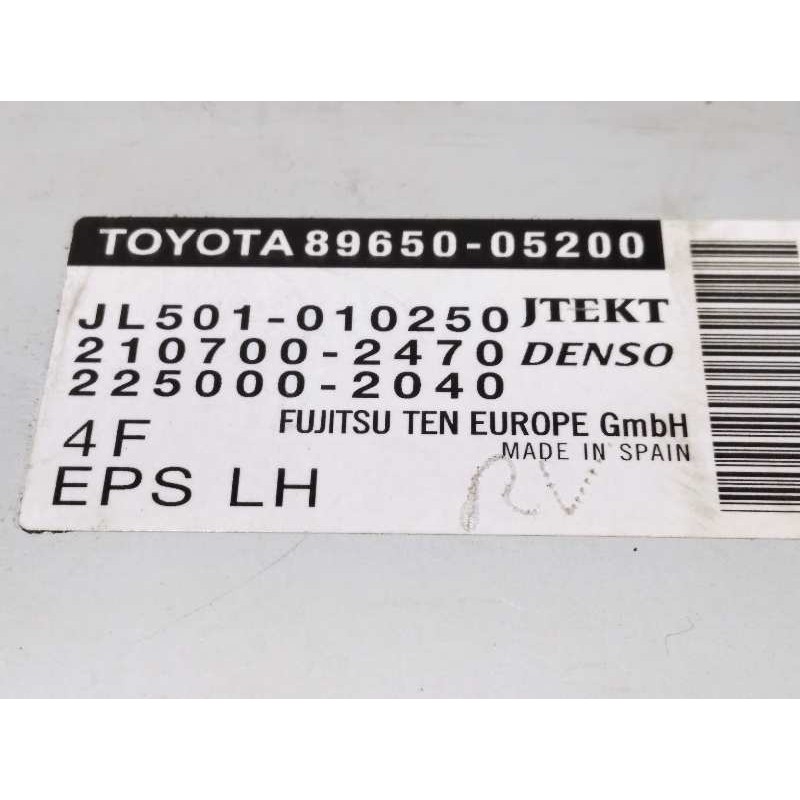 TOYOTA 89650-05200
JL501-010250 JTEKT
210700-2470 DENSO
225000-2040
FUJITSU TEN EUROPE GmbH
4F
MADE IN SPAIN
EPS LH
RV